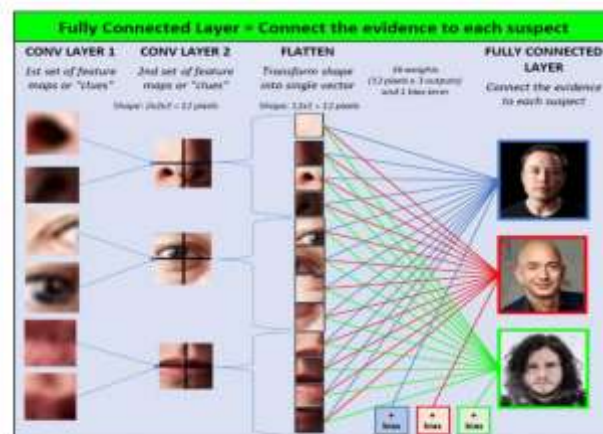 Fully Connected Layer = Connect the evidence to each suspect
CONV LAYER 1
1st set of feature
maps or "clues"
CONV LAYER 2
2nd set of feature
maps or "clues"
Shape: 2x2x3 = 12 pixels
FLATTEN
Transform shape
into single vector
Shape: 12x1 = 12 pixels
36 weights
(12 pixels x 3 outputs)
and 1 bias term
FULLY CONNECTED
LAYER
Connect the evidence
to each suspect
+
bias
+
bias
+
bias